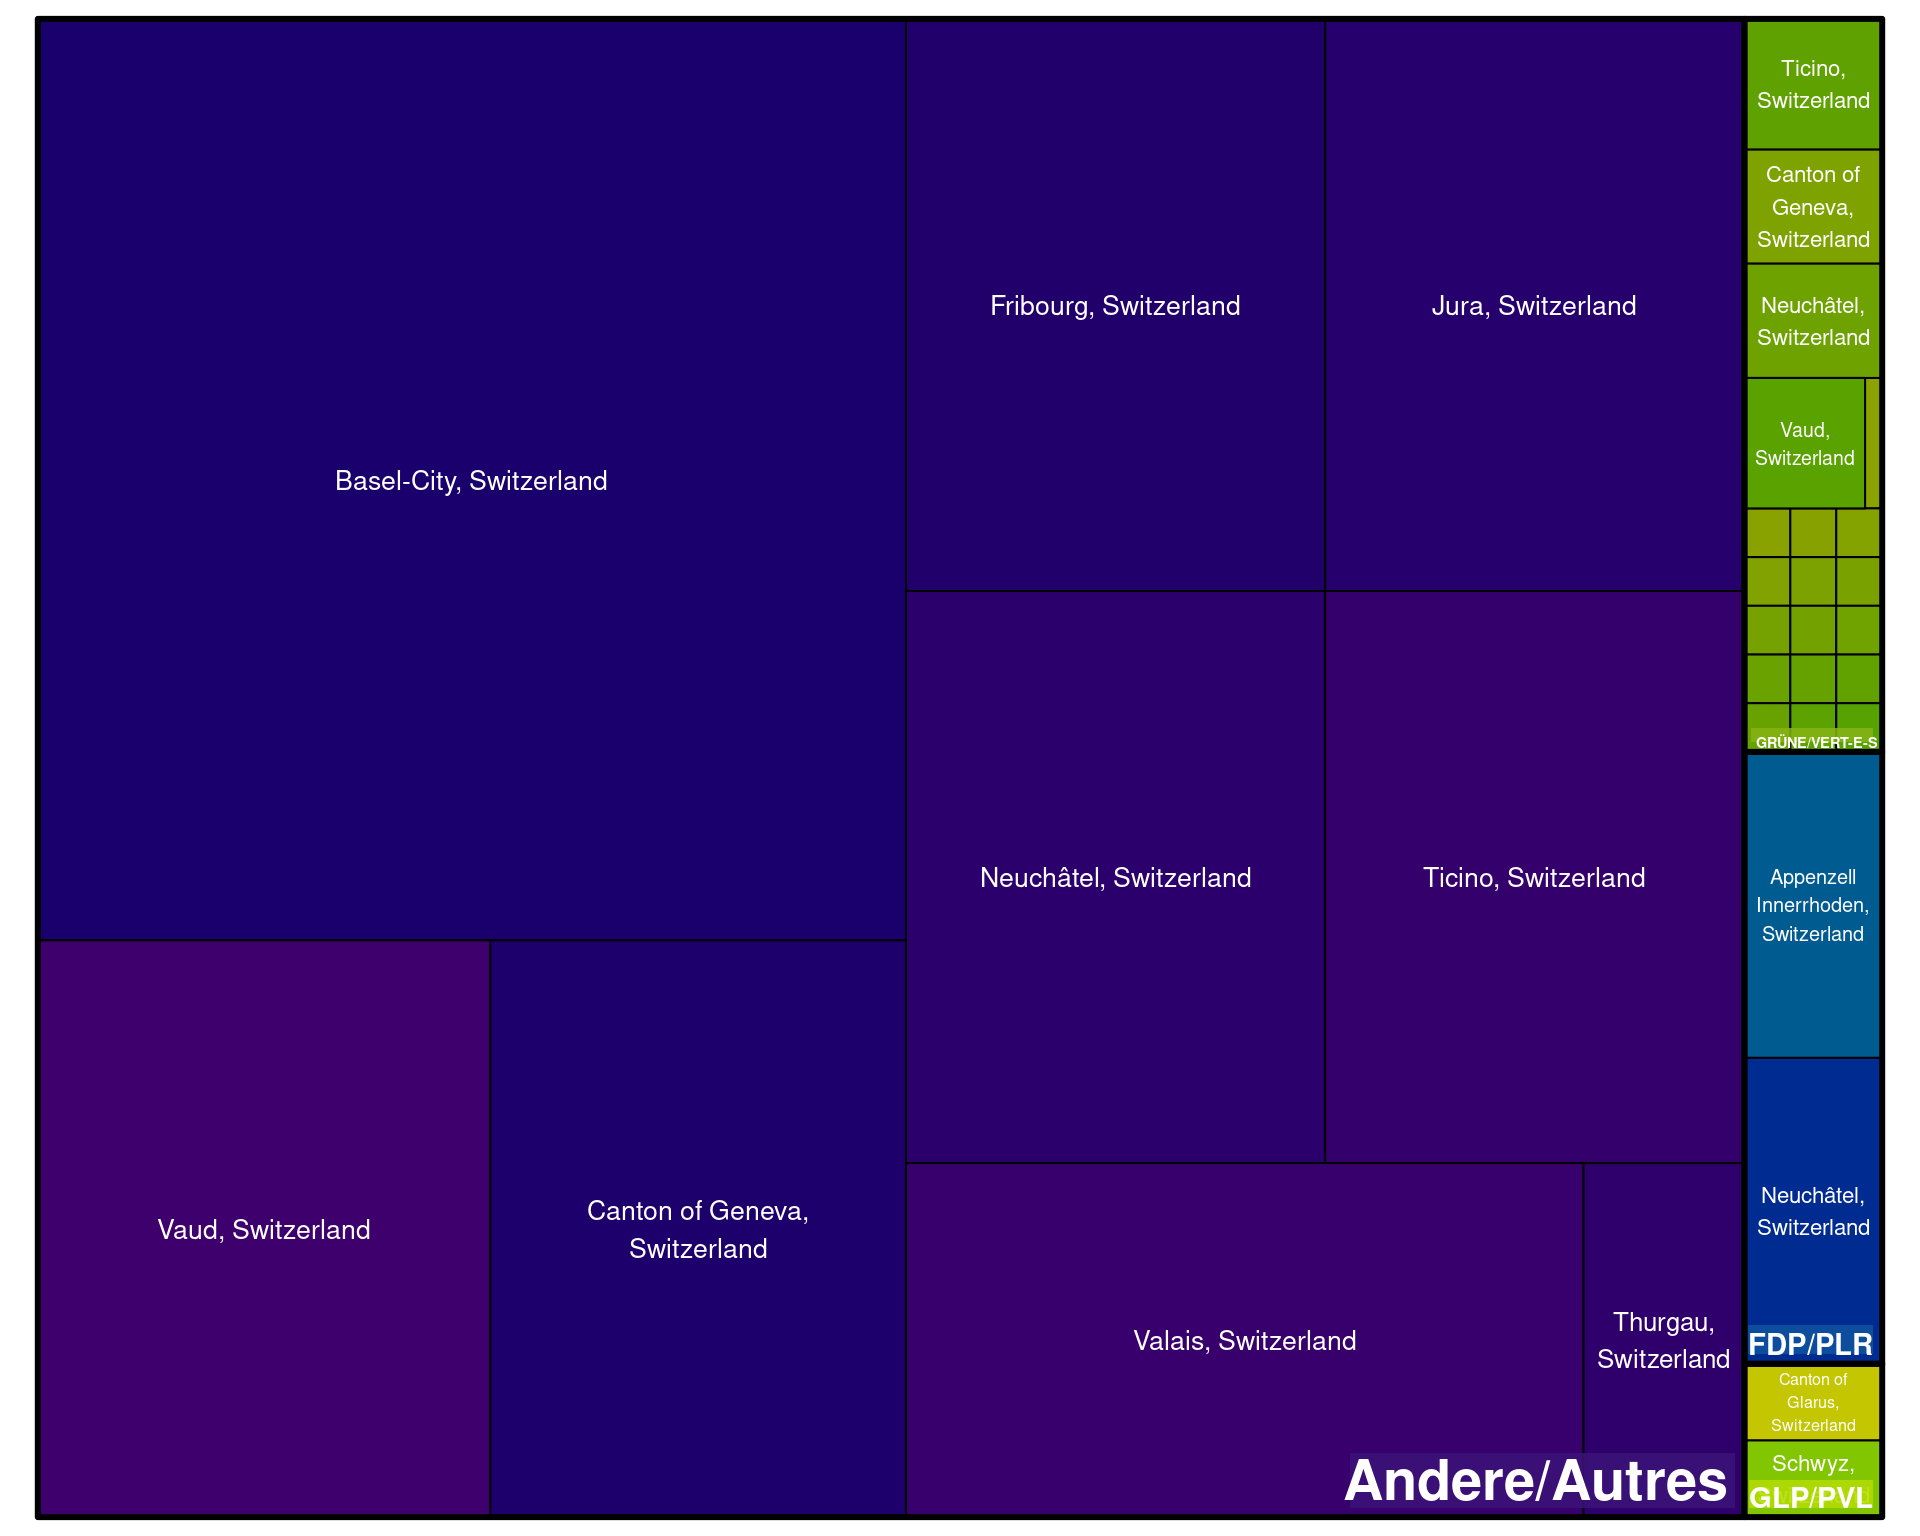 Basel-City, Switzerland
Fribourg, Switzerland
Jura, Switzerland
Neuchâtel, Switzerland
Ticino, Switzerland
Vaud, Switzerland
Canton of Geneva,
Switzerland
Valais, Switzerland
Thurgau,
Switzerland
Andere/Autres
Ticino,
Switzerland
Canton of
Geneva,
Switzerland
Neuchâtel,
Switzerland
Vaud,
Switzerland
GRÜNE/VERT-E-S
Appenzell
Innerrhoden,
Switzerland
Neuchâtel,
Switzerland
FDP/PLR
Canton of
Glarus,
Switzerland
Schwyz,
GLP/PVL